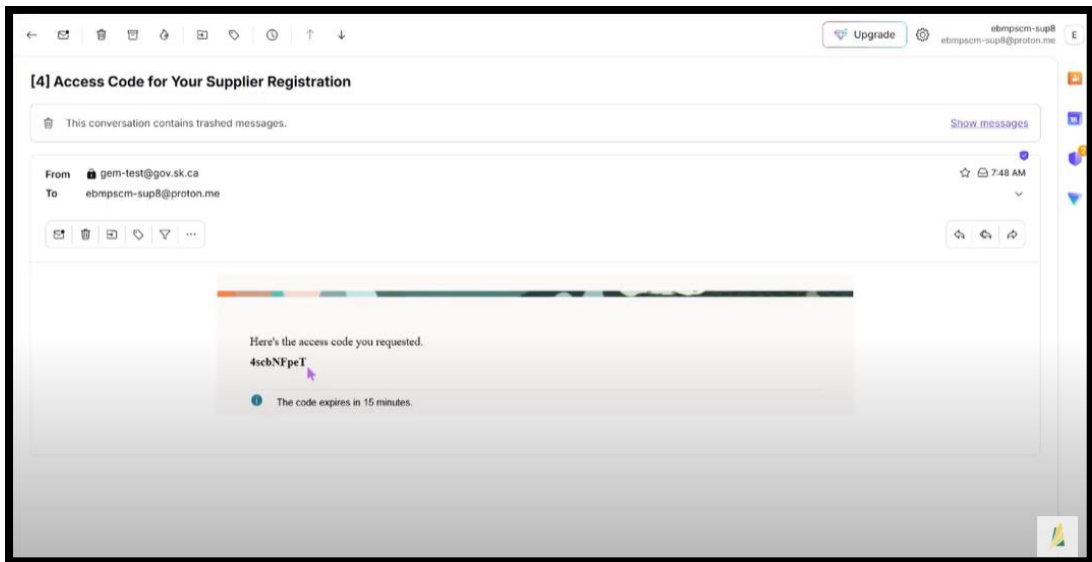 Upgrade
ebmpscm-sup8
ebmpscm-sup8@proton.me
E
[4] Access Code for Your Supplier Registration
This conversation contains trashed messages.
Show messages
From gem-test@gov.sk.ca
7:48 AM
To ebmpscm-sup8@proton.me
Here's the access code you requested.
4scbNFpeT
The code expires in 15 minutes.